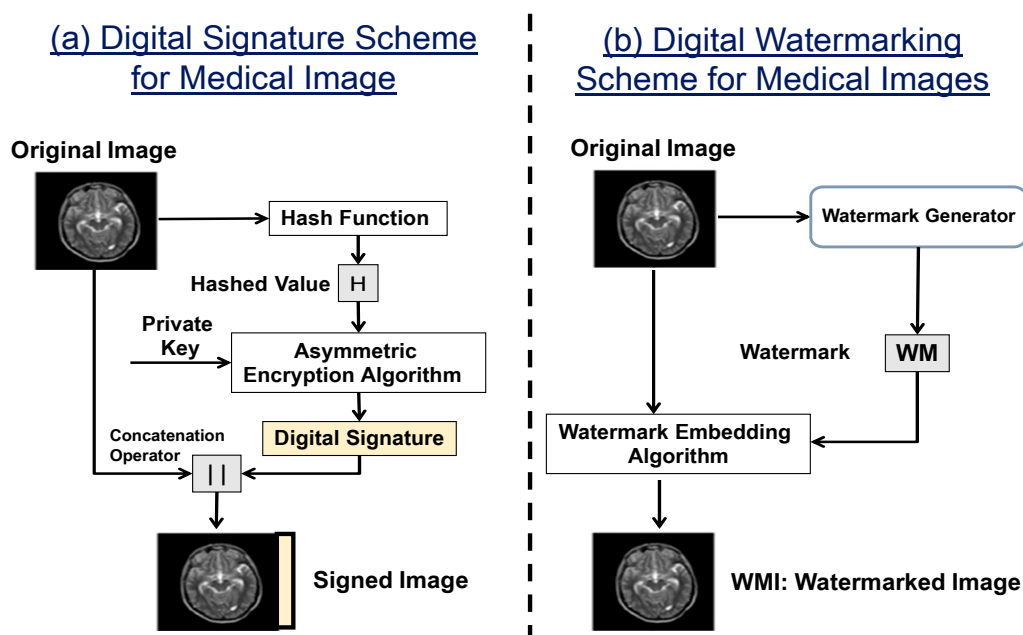 (a) Digital Signature Scheme
for Medical Image
Original Image
Hash Function
Hashed Value
H
Private
Key
Asymmetric
Encryption Algorithm
Digital Signature
Concatenation
Operator
||
Signed Image
(b) Digital Watermarking
Scheme for Medical Images
Original Image
Watermark Generator
Watermark
WM
Watermark Embedding
Algorithm
WMI: Watermarked Image